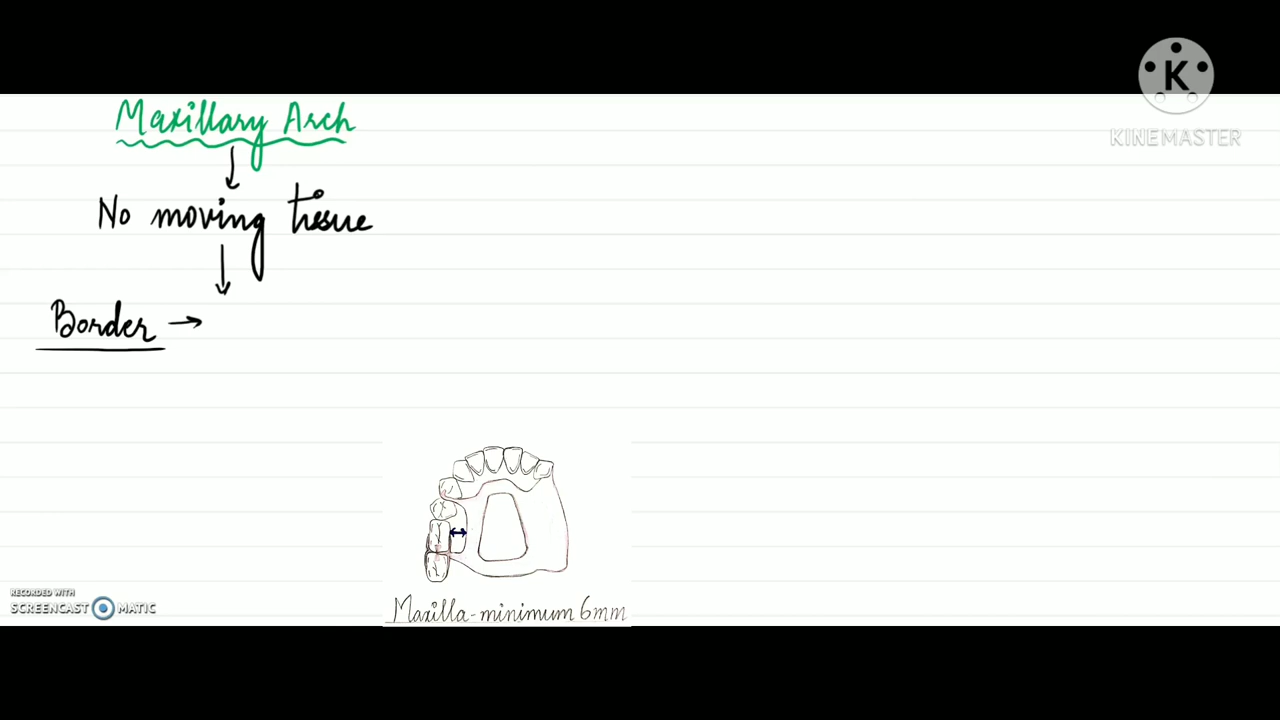 K
KINEMASTER
Maxillary Arch
No moving tissue
Border →
RECORDED WITH
SCREENCAST MATIC
Maxilla-minimum 6mm